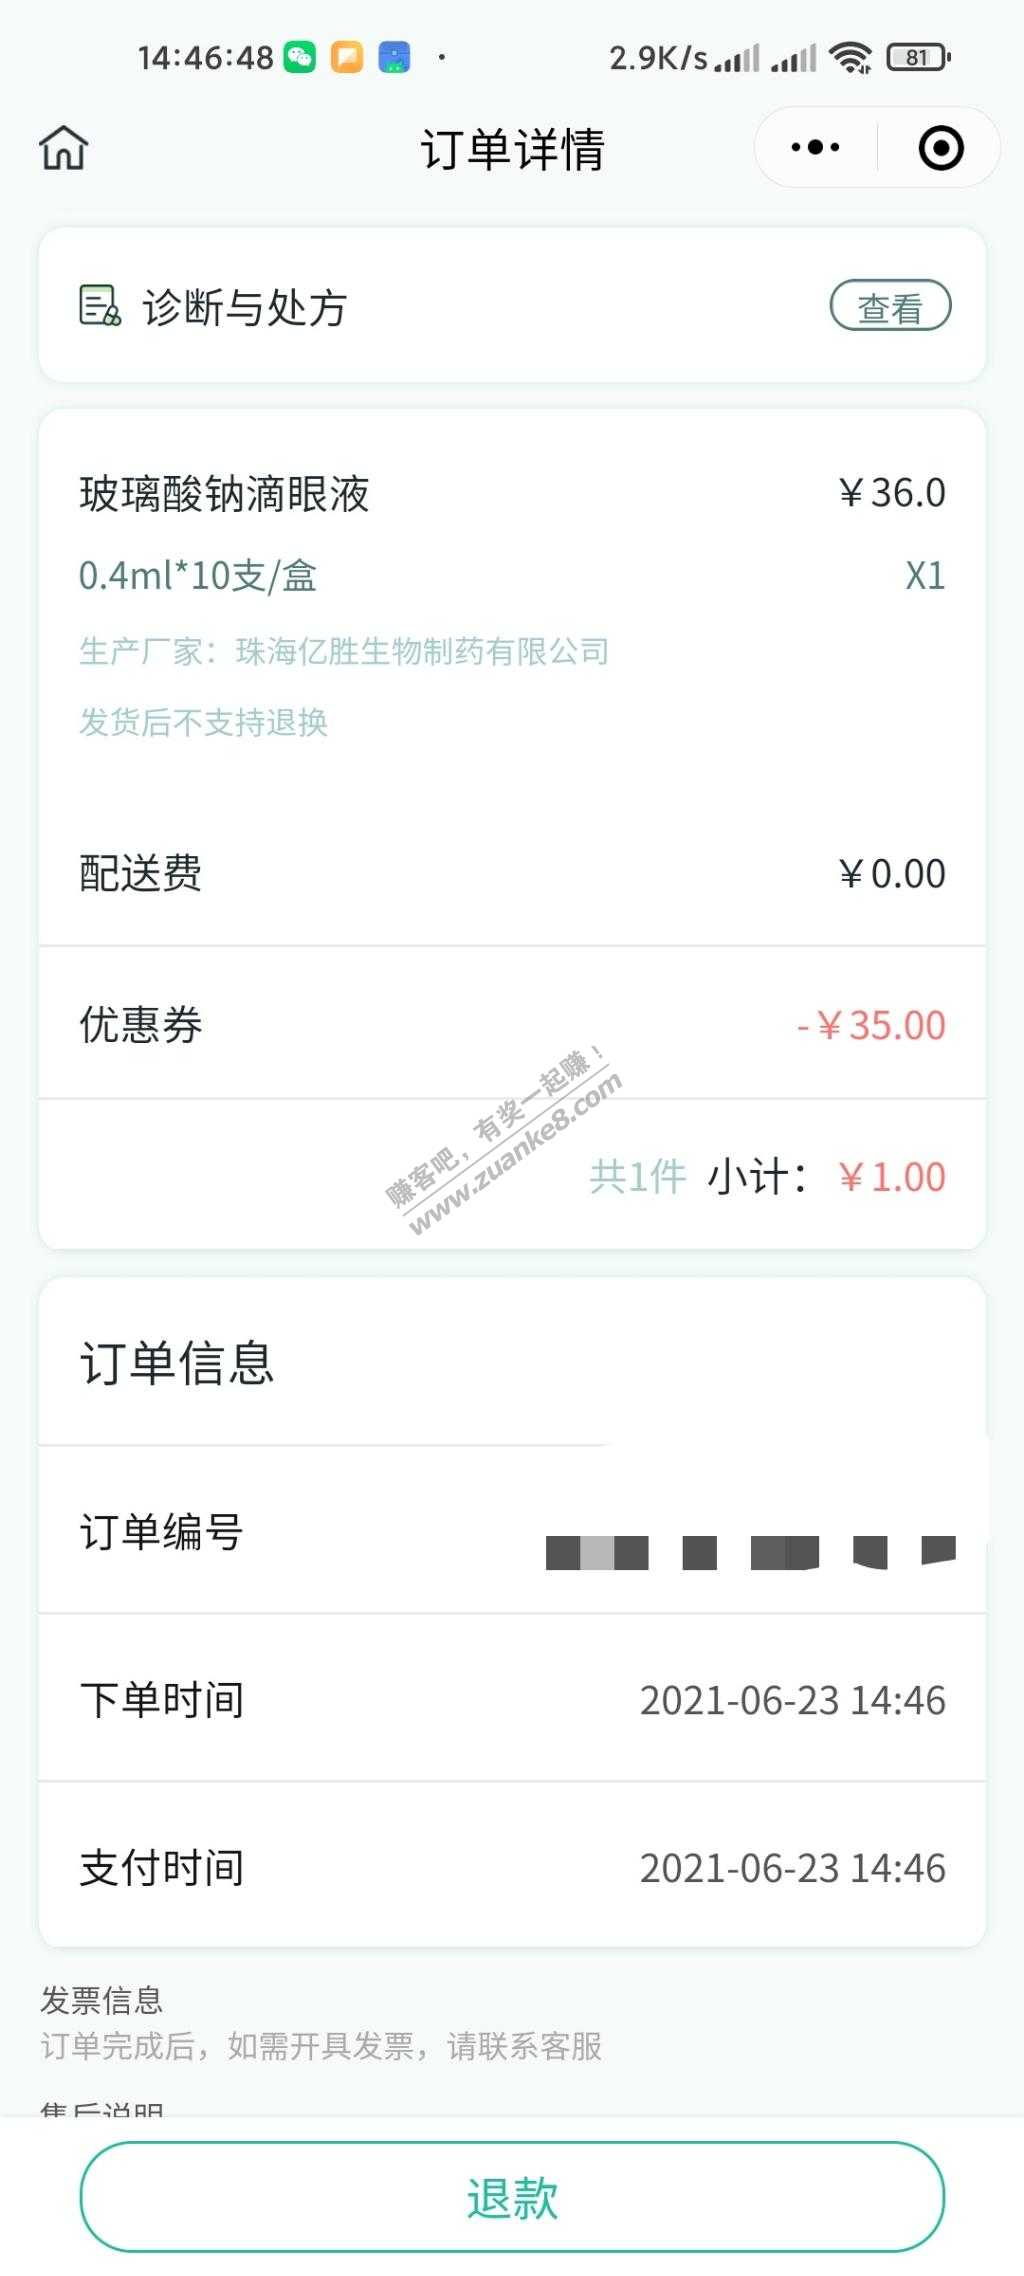 14:46:48
2.9K/s
81
订单详情
诊断与处方
查看
玻璃酸钠滴眼液
￥36.0
0.4ml*10支/盒
X1
生产厂家：珠海亿胜生物制药有限公司
发货后不支持退换
配送费
￥0.00
优惠券
-￥35.00
赚客吧，有奖一起赚！
www.zuanke8.com
共1件 小计：￥1.00
订单信息
订单编号
下单时间
2021-06-23 14:46
支付时间
2021-06-23 14:46
发票信息
订单完成后，如需开具发票，请联系客服
售后说明
退款